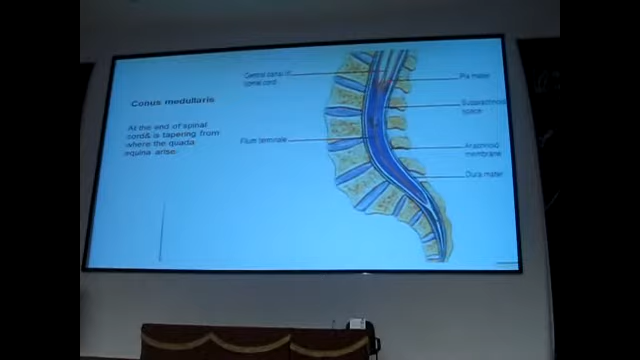 Central canal of
spinal cord
Pia mater
Conus medullaris
Subarachnoid
space
At the end of spinal
cord& is tapering from
where the quada
equina arise.
Filum terminale
Arachnoid
membrane
Dura mater